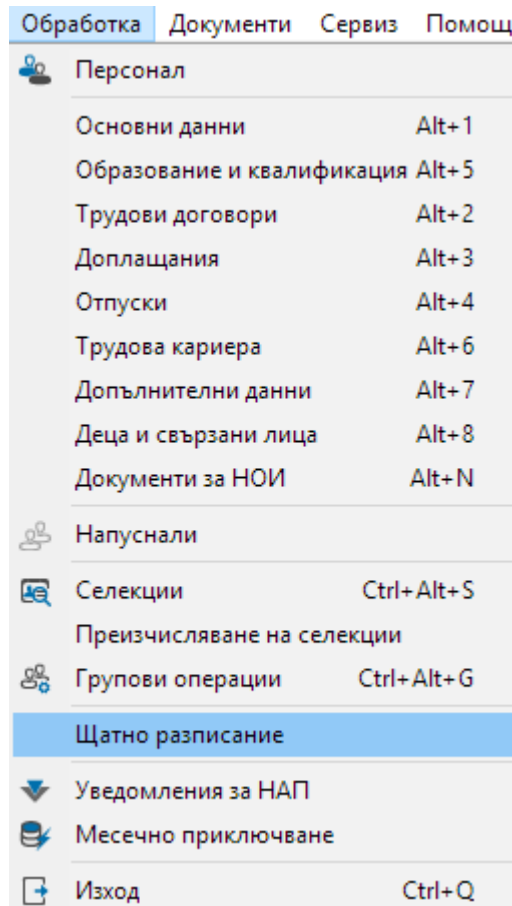 Обработка Документи Сервиз Помощ
Персонал
Основни данни Alt+1
Образование и квалификация Alt+5
Трудови договори Alt+2
Доплащания Alt+3
Отпуски Alt+4
Трудова кариера Alt+6
Допълнителни данни Alt+7
Деца и свързани лица Alt+8
Документи за НОИ Alt+N
Напуснали
Селекции Ctrl+Alt+S
Преизчисляване на селекции
Групови операции Ctrl+Alt+G
Щатно разписание
Уведомления за НАП
Месечно приключване
Изход Ctrl+Q